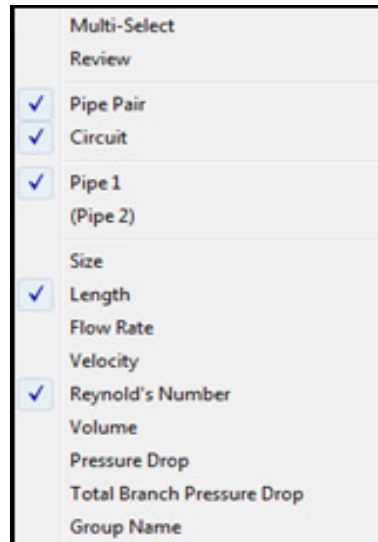 Multi-Select
Review
Pipe Pair
Circuit
Pipe 1
(Pipe 2)
Size
Length
Flow Rate
Velocity
Reynold's Number
Volume
Pressure Drop
Total Branch Pressure Drop
Group Name